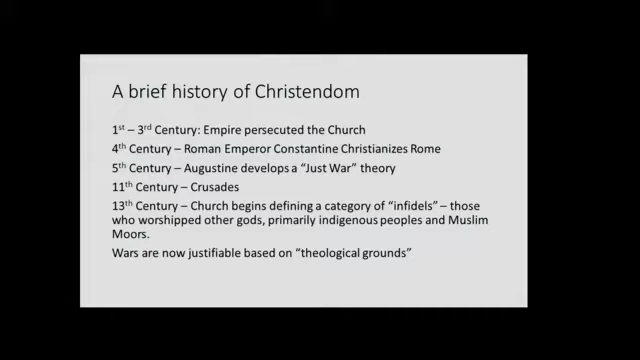 A brief history of Christendom
1st – 3rd Century: Empire persecuted the Church
4th Century – Roman Emperor Constantine Christianizes Rome
5th Century – Augustine develops a “Just War” theory
11th Century – Crusades
13th Century – Church begins defining a category of “infidels” – those
who worshipped other gods, primarily indigenous peoples and Muslim
Moors.
Wars are now justifiable based on “theological grounds”